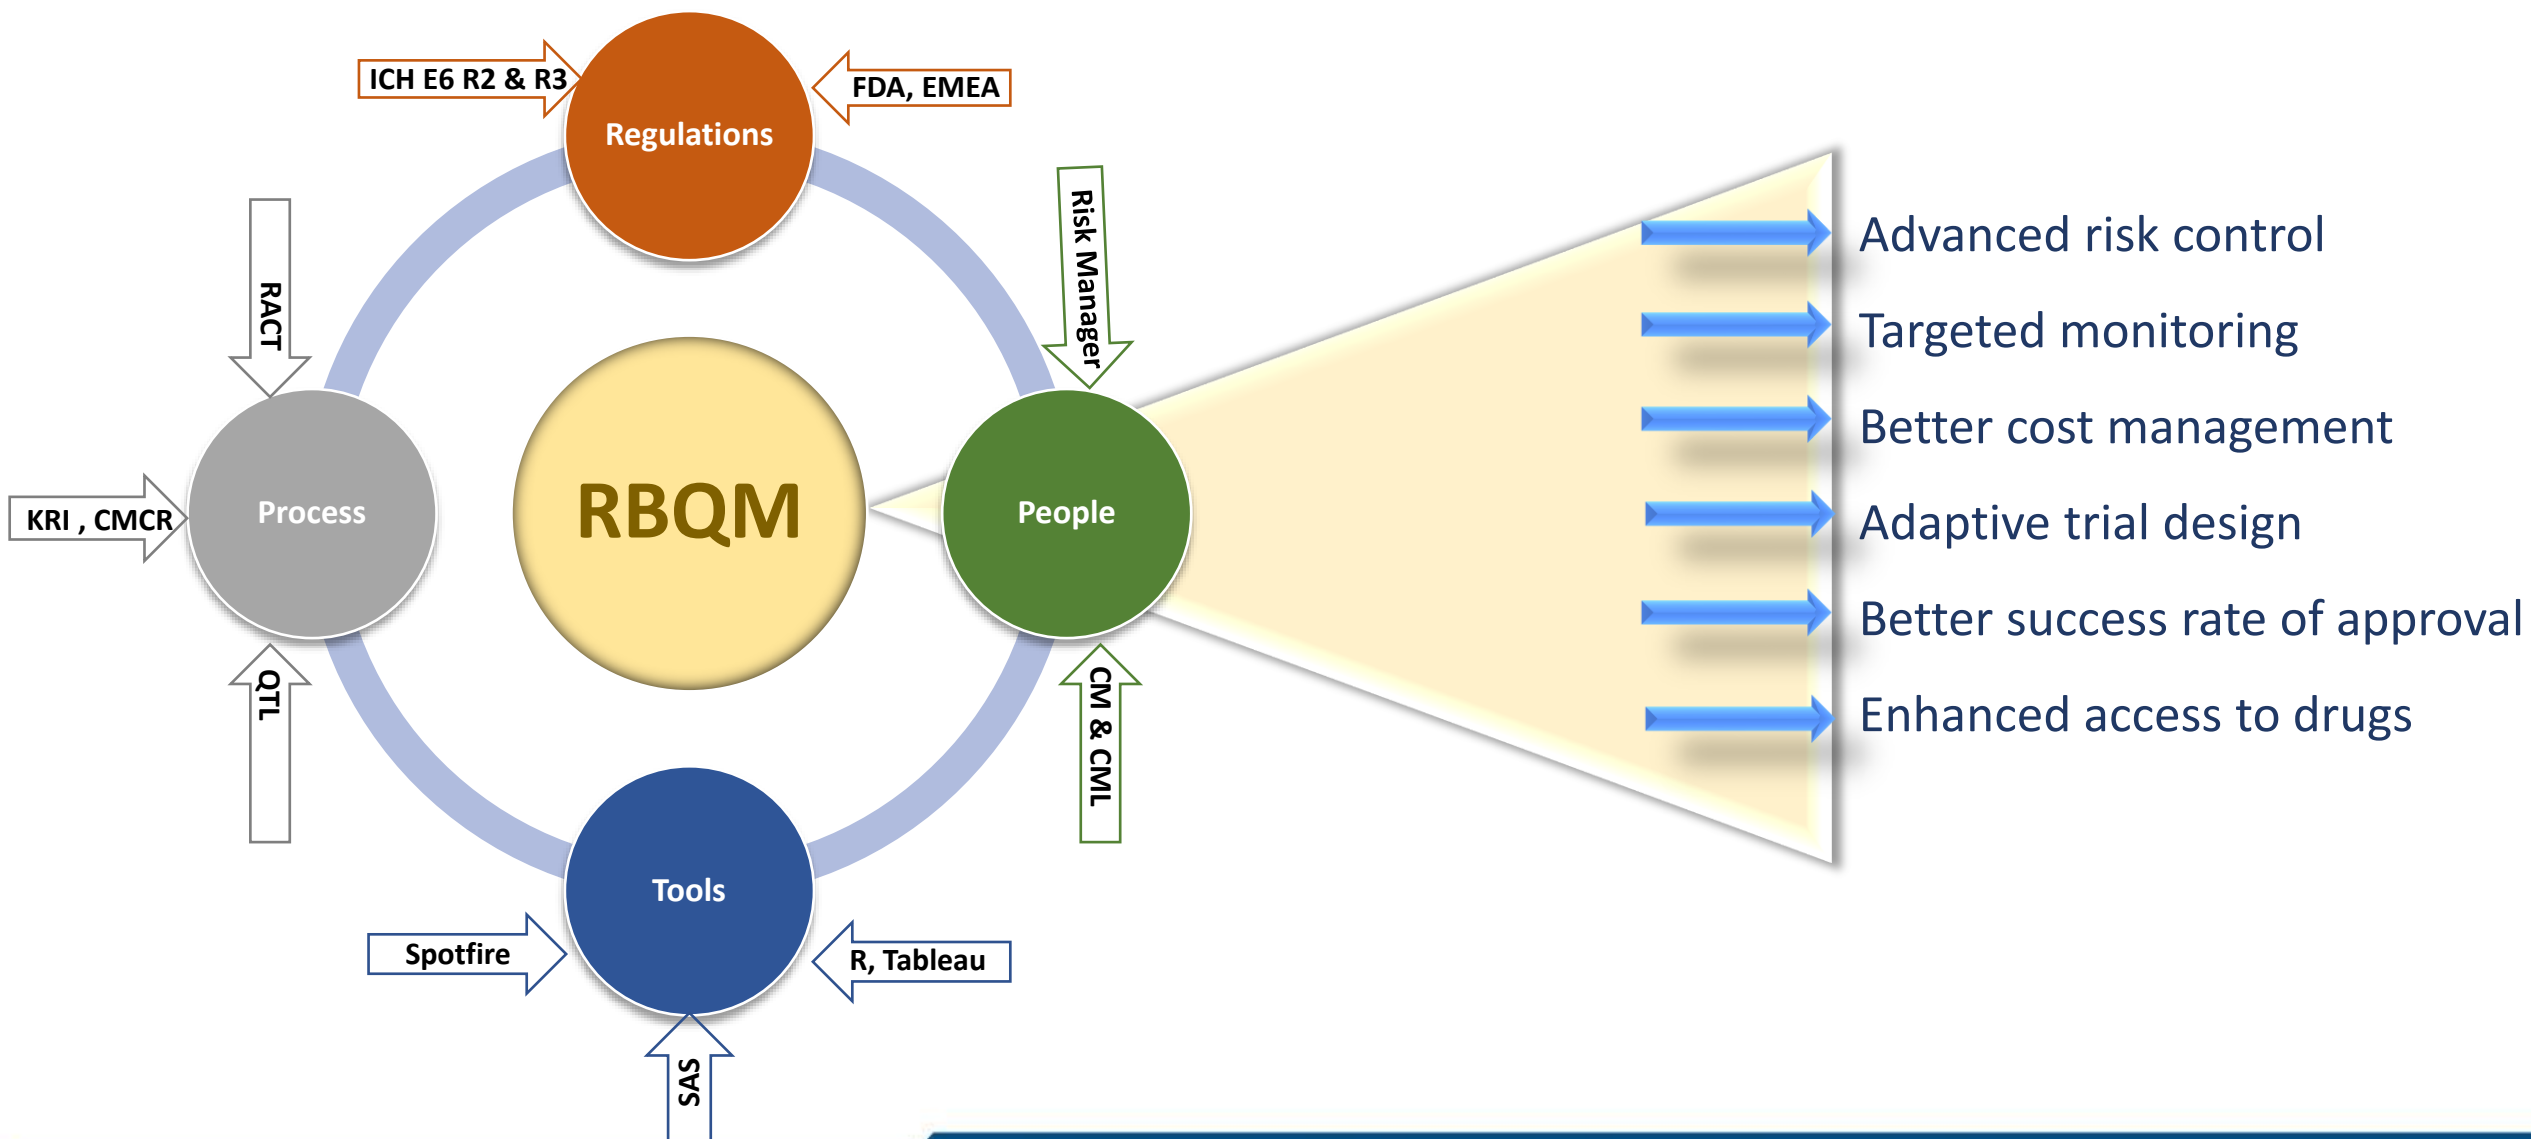 ICH E6 R2 & R3
FDA, EMEA
Regulations
Risk Manager
RACT
Advanced risk control
Targeted monitoring
Better cost management
Adaptive trial design
Better success rate of approval
Enhanced access to drugs
KRI , CMCR
Process
RBQM
People
QTL
CM & CML
Tools
Spotfire
R, Tableau
SAS